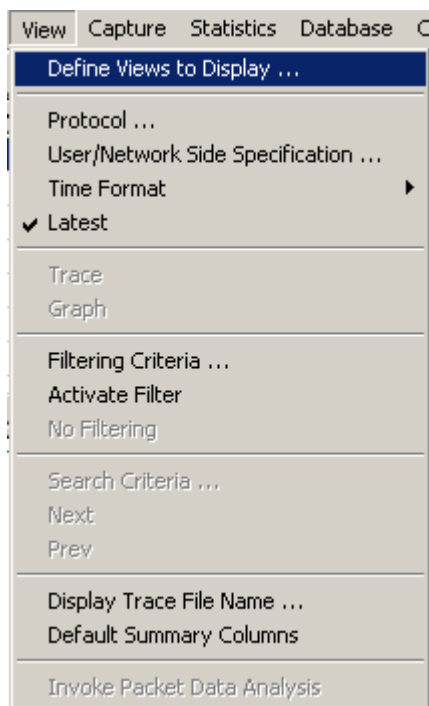 View Capture Statistics Database
Define Views to Display ...
Protocol ...
User/Network Side Specification ...
Time Format
Latest
Trace
Graph
Filtering Criteria ...
Activate Filter
No Filtering
Search Criteria ...
Next
Prev
Display Trace File Name ...
Default Summary Columns
Invoke Packet Data Analysis